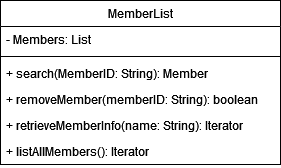 MemberList
- Members: List
+ search(MemberID: String): Member
+ removeMember(memberID: String): boolean
+ retrieveMemberInfo(name: String): Iterator
+ listAllMembers(): Iterator